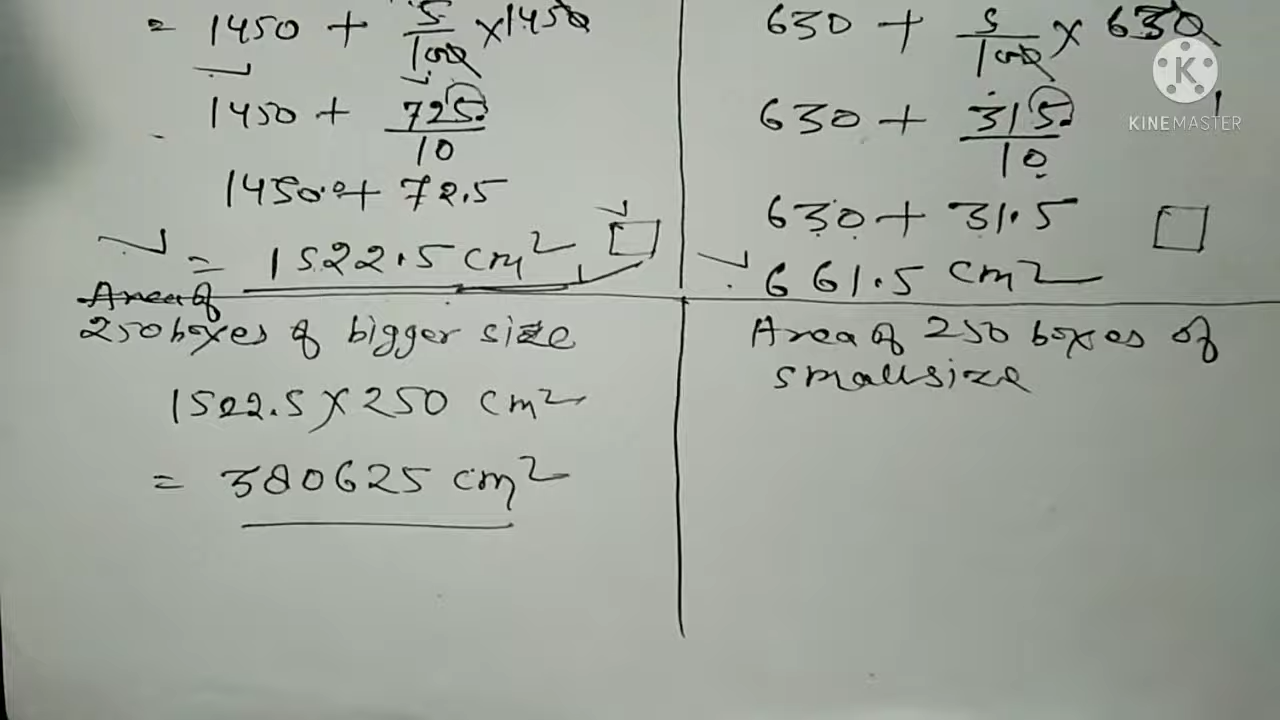 = 1450 + 5/100 × 1450
1450 + 725/10
1450.0 + 72.5
= 1522.5 cm²
Area of
250 boxes of bigger size
1522.5 × 250 cm²
= 380625 cm²
630 + 5/100 × 630
630 + 315/10
630 + 31.5
661.5 cm²
Area of 250 boxes of
small size
KINEMASTER